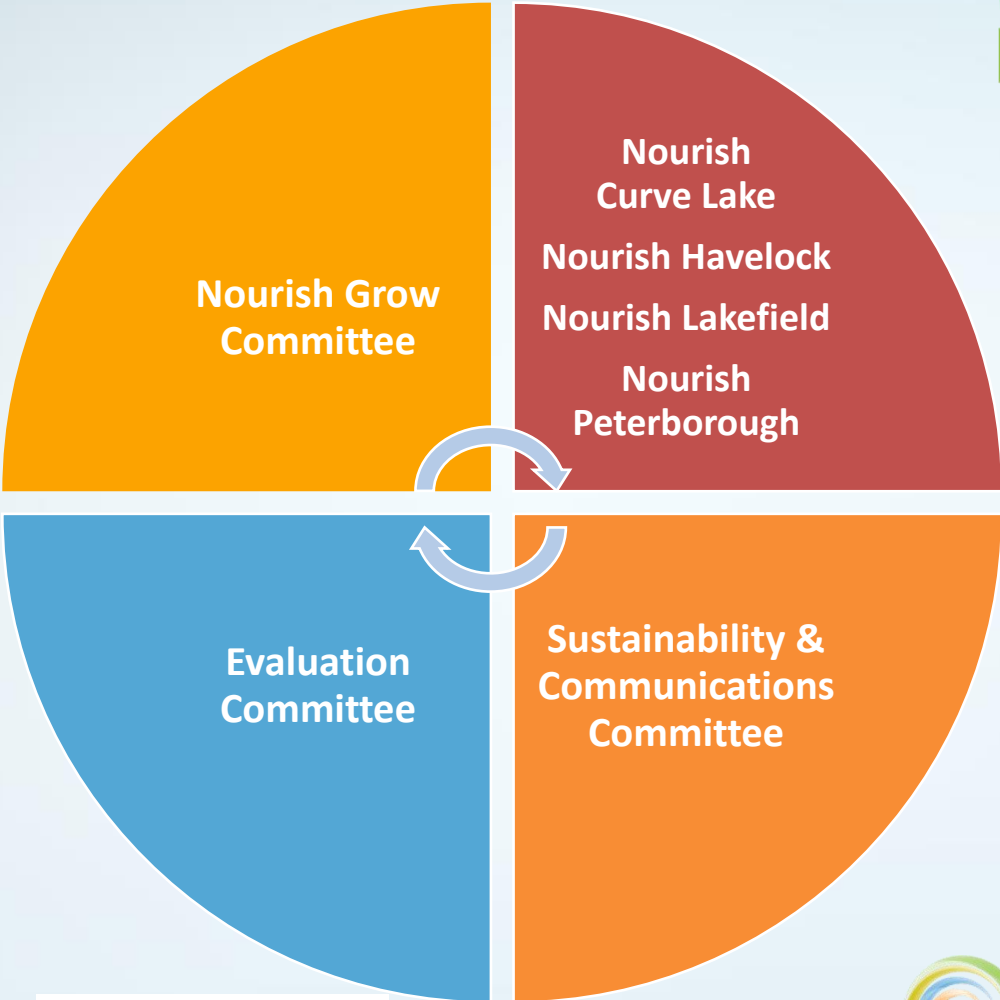 Nourish Grow
Committee
Nourish
Curve Lake
Nourish Havelock
Nourish Lakefield
Nourish
Peterborough
Evaluation
Committee
Sustainability &
Communications
Committee